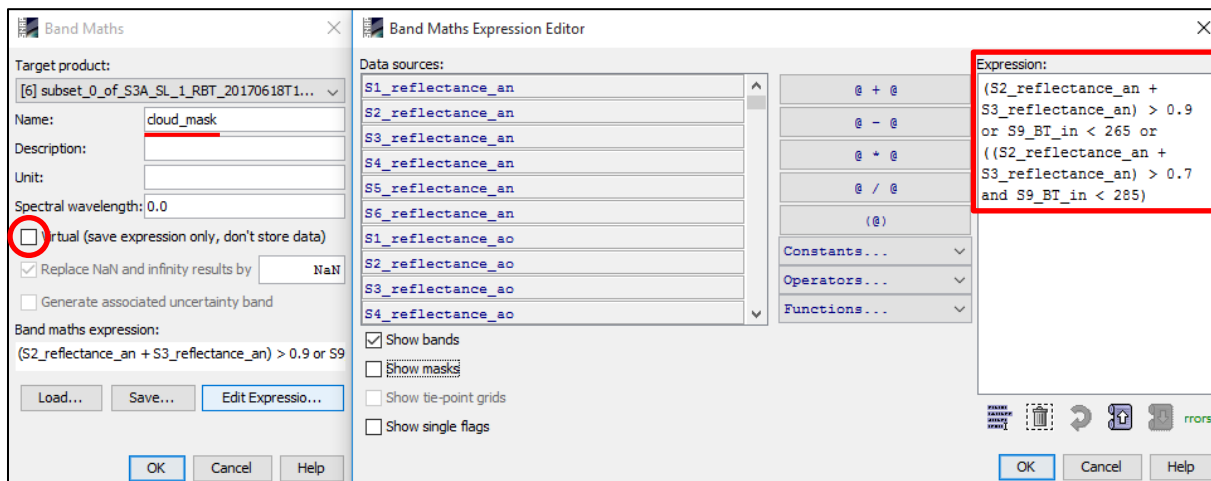 Band Maths
Target product:
[6] subset_0_of_S3A_SL_1_RBT_20170618T1...
Name: cloud_mask
Description:
Unit:
Spectral wavelength: 0.0
Virtual (save expression only, don't store data)
Replace NaN and infinity results by NaN
Generate associated uncertainty band
Band maths expression:
(S2_reflectance_an + S3_reflectance_an) > 0.9 or S9
Load... Save... Edit Expressio...
OK Cancel Help
Band Maths Expression Editor
Data sources:
S1_reflectance_an
S2_reflectance_an
S3_reflectance_an
S4_reflectance_an
S5_reflectance_an
S6_reflectance_an
S1_reflectance_ao
S2_reflectance_ao
S3_reflectance_ao
S4_reflectance_ao
Show bands
Show masks
Show tie-point grids
Show single flags
@ + @
@ - @
@ * @
@ / @
(@)
Constants...
Operators...
Functions...
Expression:
(S2_reflectance_an +
S3_reflectance_an) > 0.9
or S9_BT_in < 265 or
((S2_reflectance_an +
S3_reflectance_an) > 0.7
and S9_BT_in < 285)
rrors
OK Cancel Help